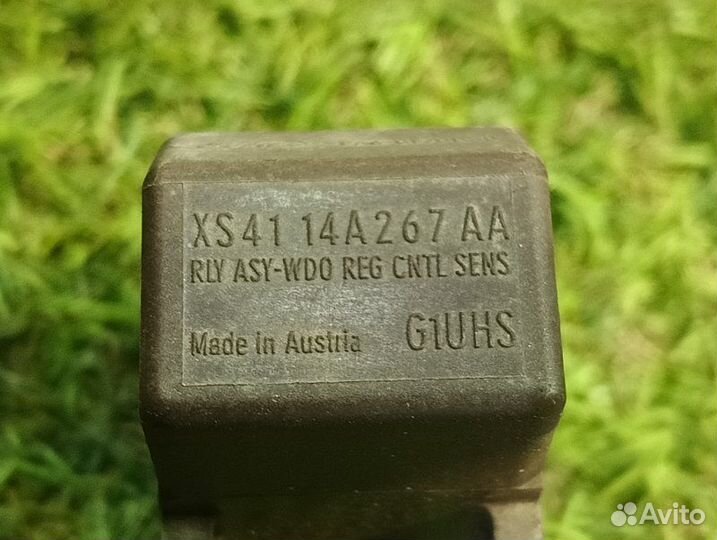 XS41 14A267 AA
RLY ASY-WDO REG CNTL SENS
Made in Austria G1UHS
Avito